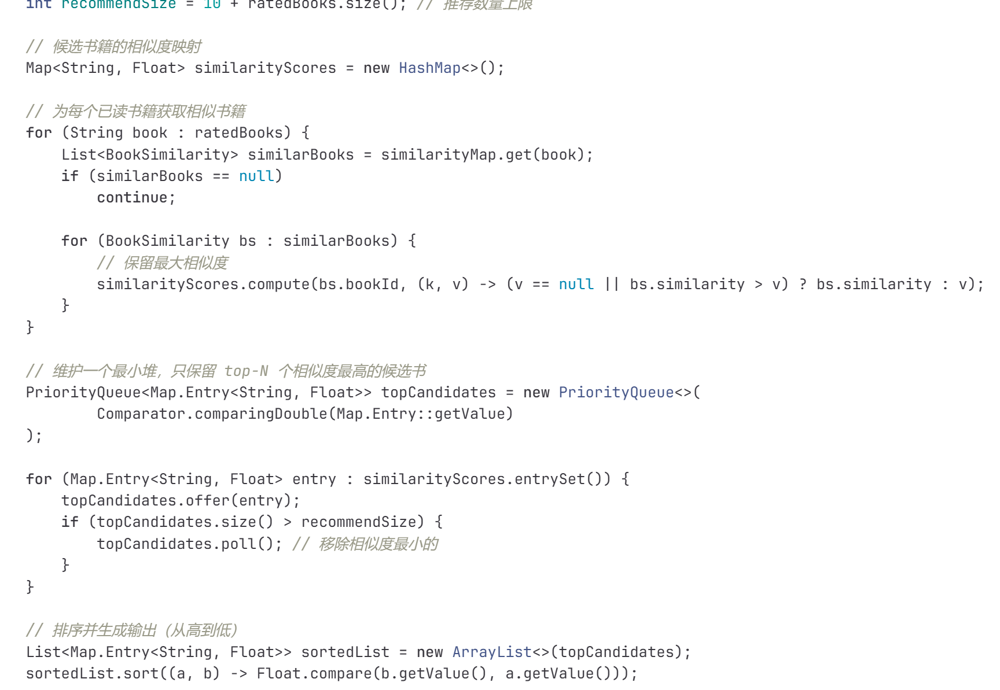 int recommendSize = 10 + ratedBooks.size(); // 推荐数量上限
// 候选书籍的相似度映射
Map<String, Float> similarityScores = new HashMap<>();
// 为每个已读书籍获取相似书籍
for (String book : ratedBooks) {
    List<BookSimilarity> similarBooks = similarityMap.get(book);
    if (similarBooks == null)
        continue;
    for (BookSimilarity bs : similarBooks) {
        // 保留最大相似度
        similarityScores.compute(bs.bookId, (k, v) -> (v == null || bs.similarity > v) ? bs.similarity : v);
    }
}
// 维护一个最小堆，只保留 top-N 个相似度最高的候选书
PriorityQueue<Map.Entry<String, Float>> topCandidates = new PriorityQueue<>(
        Comparator.comparingDouble(Map.Entry::getValue)
);
for (Map.Entry<String, Float> entry : similarityScores.entrySet()) {
    topCandidates.offer(entry);
    if (topCandidates.size() > recommendSize) {
        topCandidates.poll(); // 移除相似度最小的
    }
}
// 排序并生成输出（从高到低）
List<Map.Entry<String, Float>> sortedList = new ArrayList<>(topCandidates);
sortedList.sort((a, b) -> Float.compare(b.getValue(), a.getValue()));